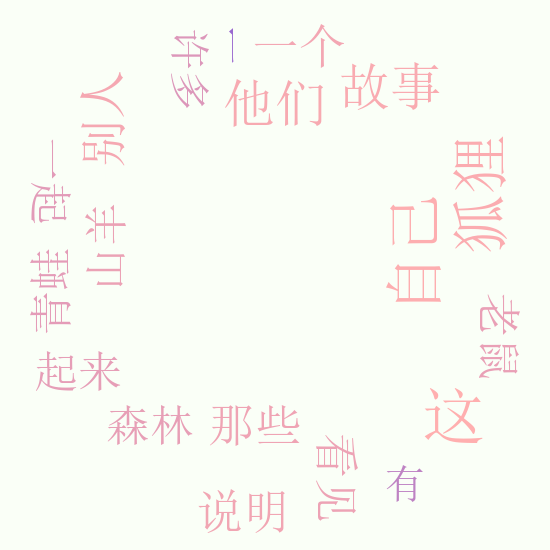 许多
一
一个
他们
故事
别人
狐狸
一起
山羊
自己
青蛙
老鼠
起来
这
森林
那些
看见
有
说明